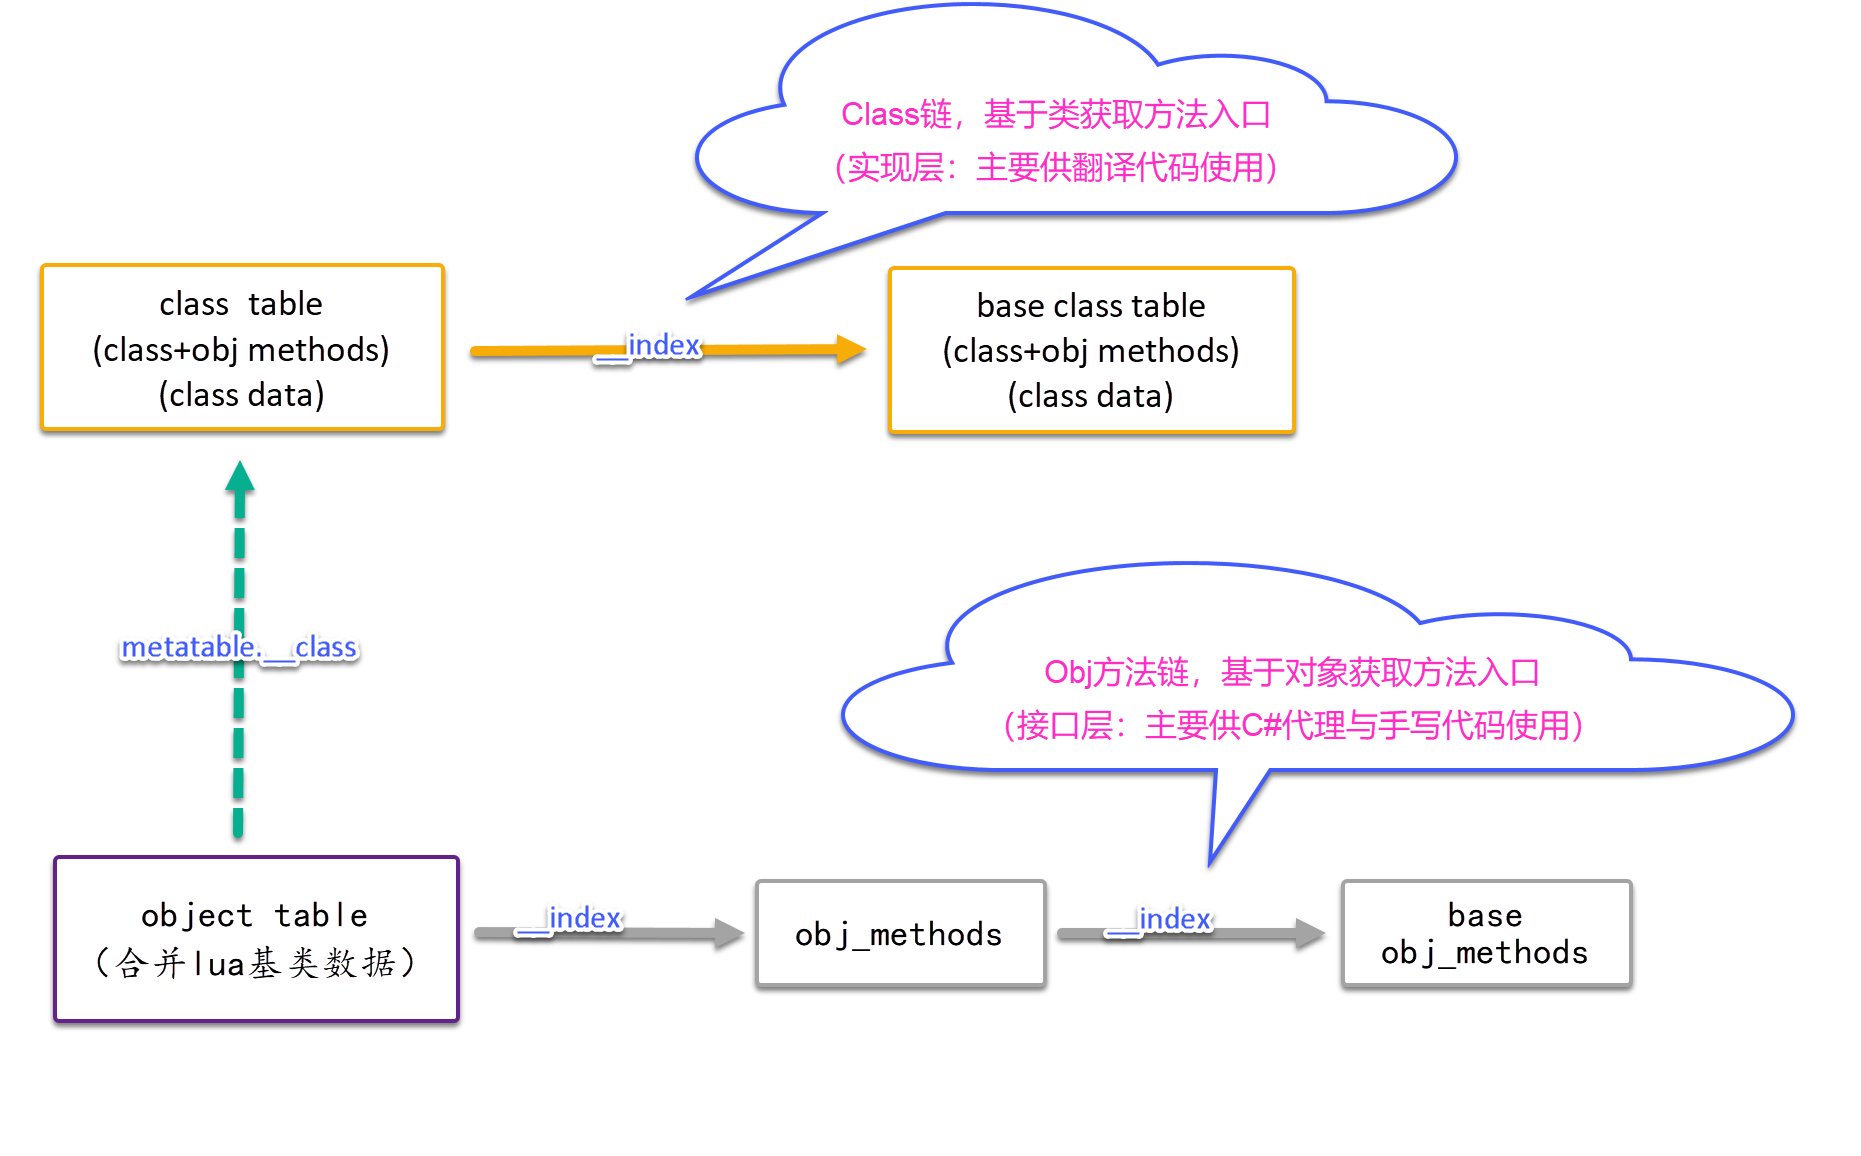 Class链，基于类获取方法入口
（实现层：主要供翻译代码使用）
class table
(class+obj methods)
(class data)
__index
base class table
(class+obj methods)
(class data)
metatable.__class
Obj方法链，基于对象获取方法入口
（接口层：主要供C#代理与手写代码使用）
object table
（合并lua基类数据）
__index
obj_methods
__index
base
obj_methods